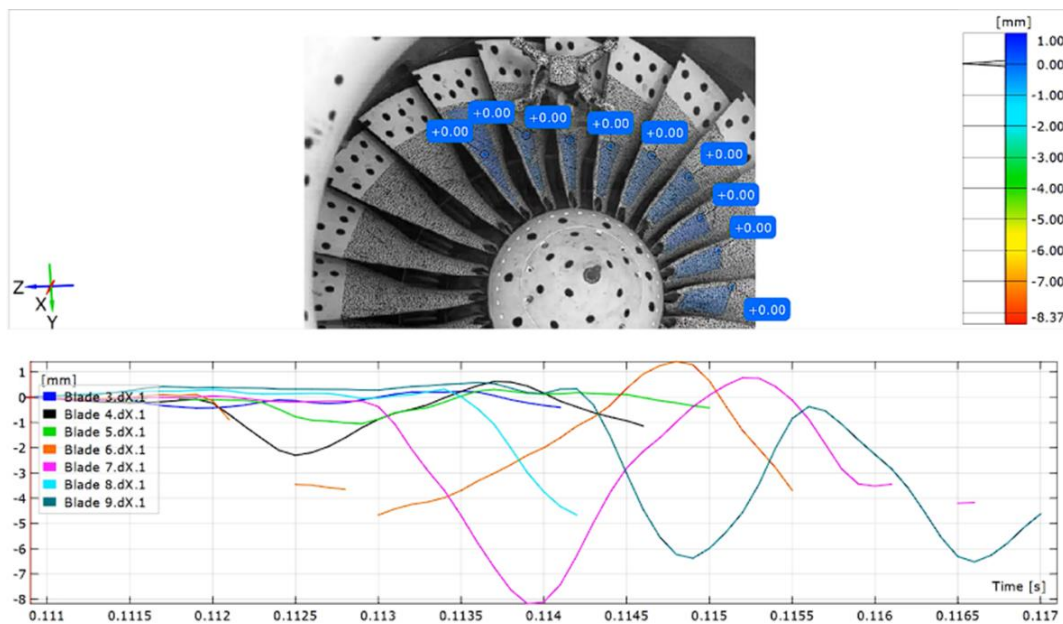 [mm]
1.00
0.00
-1.00
-2.00
-3.00
-4.00
-5.00
-7.00
-8.37
+0.00
+0.00
+0.00
+0.00
+0.00
+0.00
+0.00
+0.00
+0.00
Z
X
Y
[mm]
1
0
-1
-2
-3
-4
-5
-6
-7
-8
Blade 3.dX.1
Blade 4.dX.1
Blade 5.dX.1
Blade 6.dX.1
Blade 7.dX.1
Blade 8.dX.1
Blade 9.dX.1
Time [s]
0.111 0.1115 0.112 0.1125 0.113 0.1135 0.114 0.1145 0.115 0.1155 0.116 0.1165 0.117